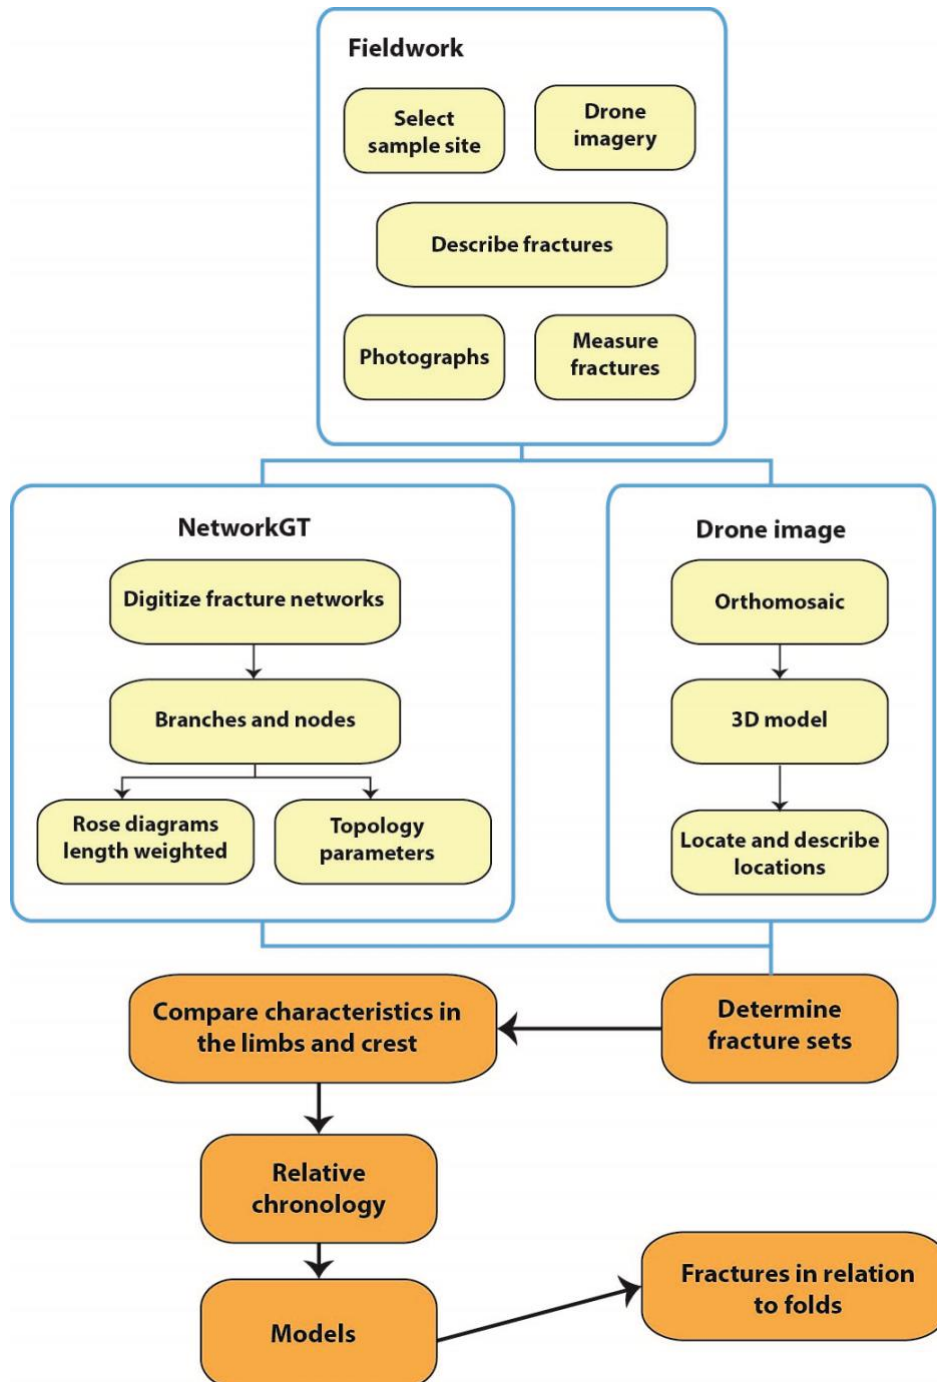 Fieldwork
Select
sample site
Drone
imagery
Describe fractures
Photographs
Measure
fractures
NetworkGT
Digitize fracture networks
Branches and nodes
Rose diagrams
length weighted
Topology
parameters
Drone image
Orthomosaic
3D model
Locate and describe
locations
Determine
fracture sets
Compare characteristics in
the limbs and crest
Relative
chronology
Models
Fractures in relation
to folds